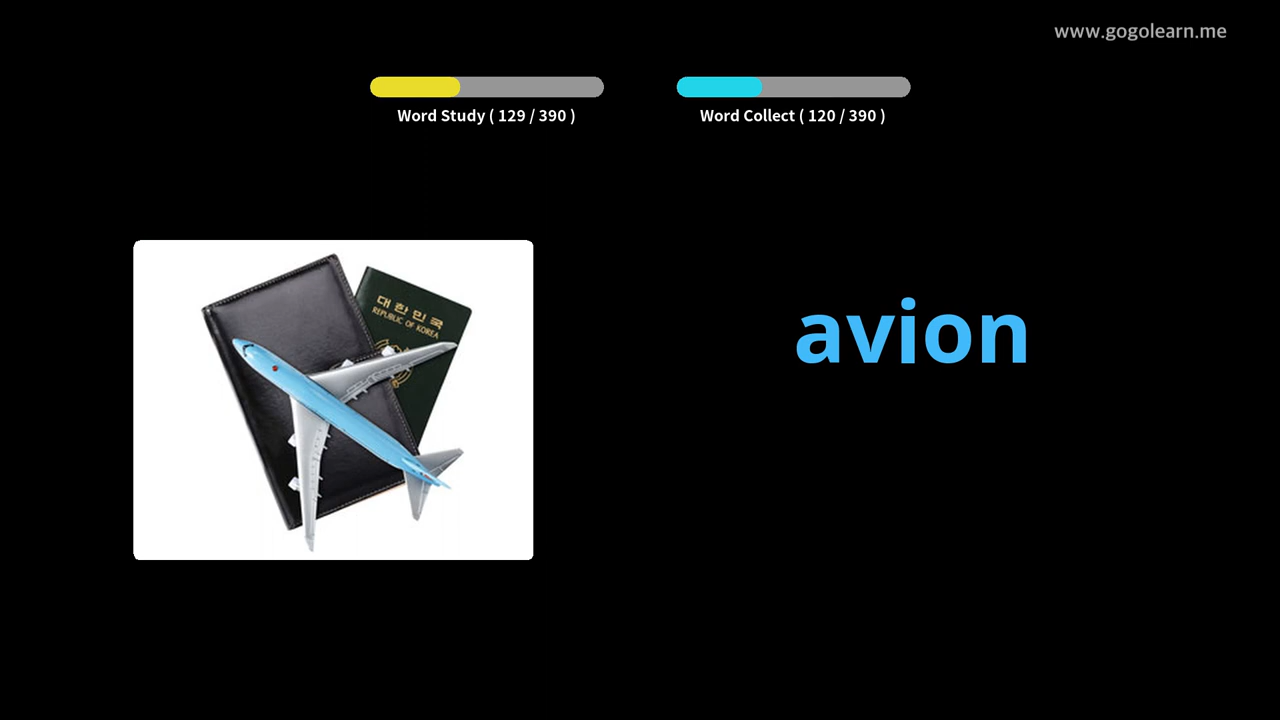 www.gogolearn.me
Word Study ( 129 / 390 )
Word Collect ( 120 / 390 )
대한민국
REPUBLIC OF KOREA
avion